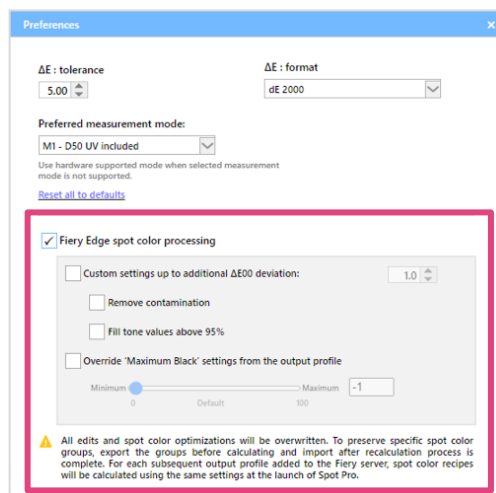 Preferences
ΔE : tolerance
ΔE : format
5.00
dE 2000
Preferred measurement mode:
M1 - D50 UV included
Use hardware supported mode when selected measurement
mode is not supported.
Reset all to defaults
Fiery Edge spot color processing
Custom settings up to additional ΔE00 deviation:
1.0
Remove contamination
Fill tone values above 95%
Override 'Maximum Black' settings from the output profile
Minimum
Maximum
-1
0
Default
100
All edits and spot color optimizations will be overwritten. To preserve specific spot color
groups, export the groups before calculating and import after recalculation process is
complete. For each subsequent output profile added to the Fiery server, spot color recipes
will be calculated using the same settings at the launch of Spot Pro.